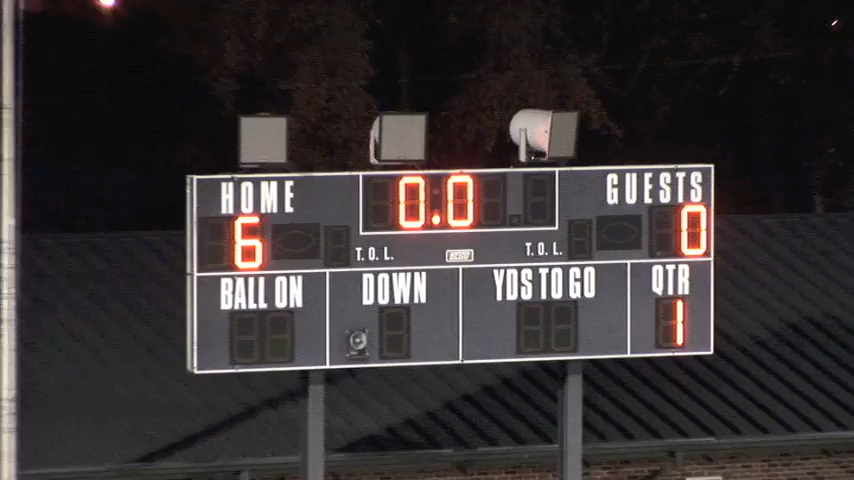 HOME 0.0 GUESTS
6 0
T. O. L. T. O. L.
BALL ON DOWN YDS TO GO QTR
1